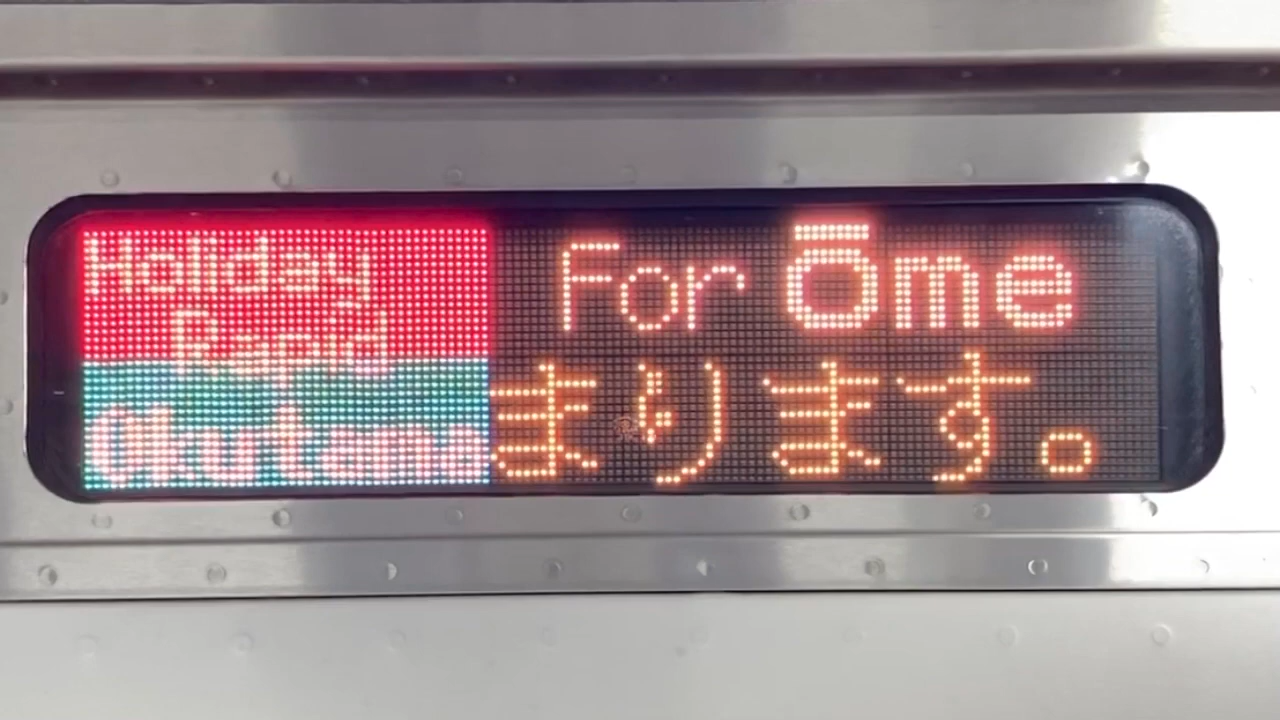 Holiday
Rapid
Okutama
For Ōme
まります。